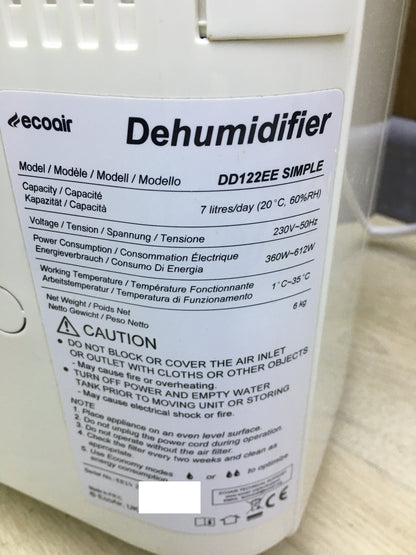 ecoair
Dehumidifier
Model / Modèle / Modell / Modello DD122EE SIMPLE
Capacity / Capacité
Kapazität / Capacità 7 litres/day (20°C, 60%RH)
Voltage / Tension / Spannung / Tensione 230V~50Hz
Power Consumption / Consommation Électrique
Energieverbrauch / Consumo Di Energia 360W~612W
Working Temperature / Température Fonctionnante
Arbeitstemperatur / Temperatura di Funzionamento 1°C~35°C
Net Weight / Poids Net
Netto Gewicht / Peso Netto 6 kg
CAUTION
• DO NOT BLOCK OR COVER THE AIR INLET
OR OUTLET WITH CLOTHS OR OTHER OBJECTS
- May cause fire or overheating.
• TURN OFF POWER AND EMPTY WATER
TANK PRIOR TO MOVING UNIT OR STORING
- May cause electrical shock or fire.
NOTE
1. Place appliance on an even level surface.
2. Do not unplug the power cord during operation.
3. Do not operate without the air filter.
4. Check the filter every two weeks and clean as
appropriate.
5. Use Economy modes or to optimize
energy consumption
Serial No.:
© EcoAir, UK
CE